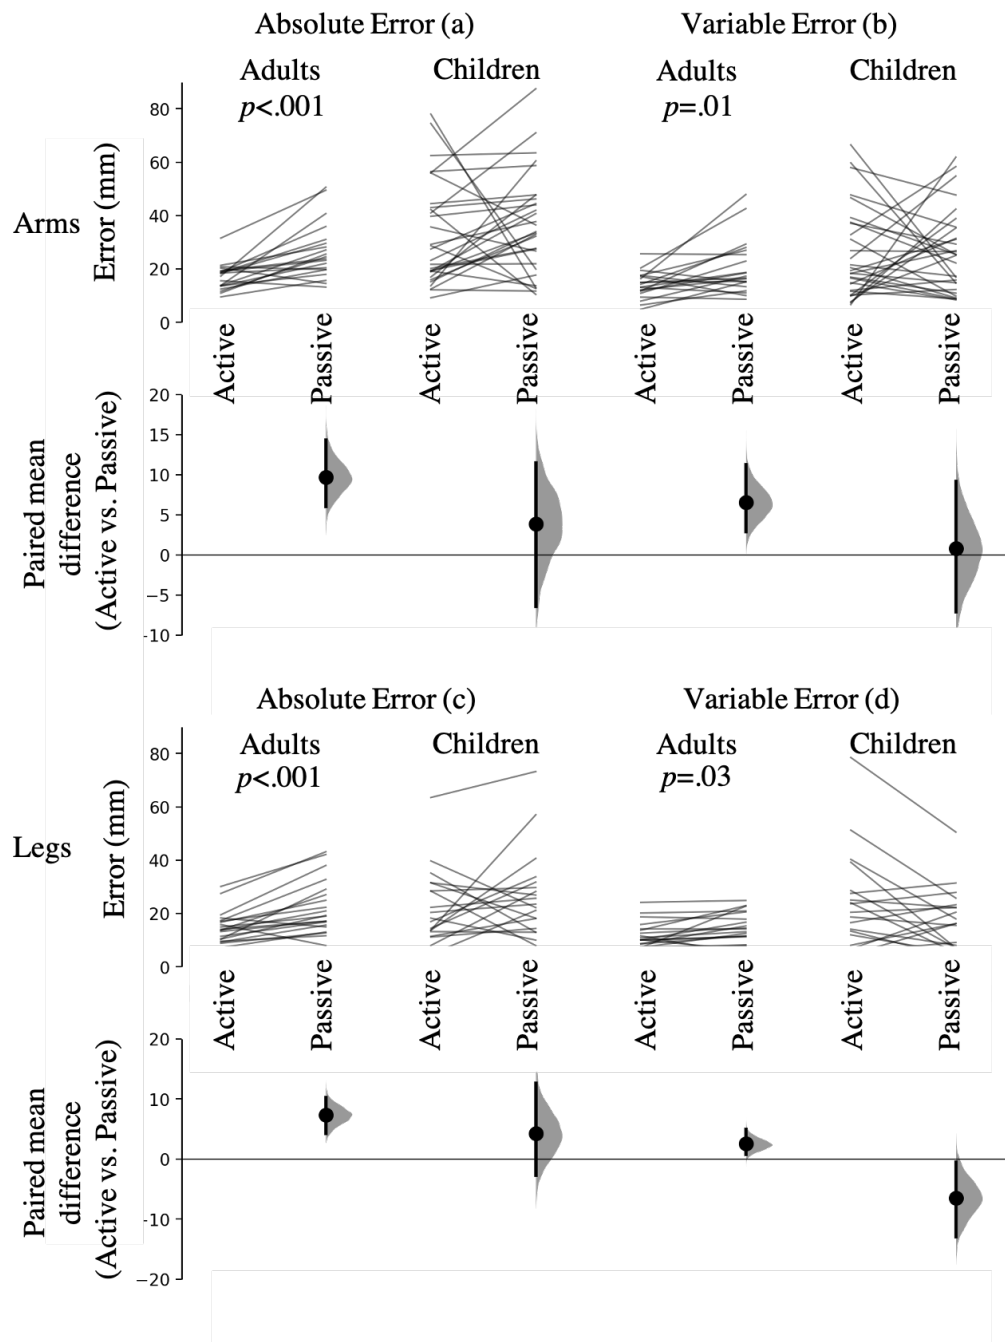 Absolute Error (a) Variable Error (b)
Adults Children Adults Children
p<.001 p=.01
80
60
40
20
0
Arms
Error (mm)
Active Passive Active Passive Active Passive Active Passive
20
15
10
5
0
−5
-10
Paired mean
difference
(Active vs. Passive)
Absolute Error (c) Variable Error (d)
Adults Children Adults Children
p<.001 p=.03
80
60
40
20
0
Legs
Error (mm)
Active Passive Active Passive Active Passive Active Passive
20
10
0
−10
−20
Paired mean
difference
(Active vs. Passive)